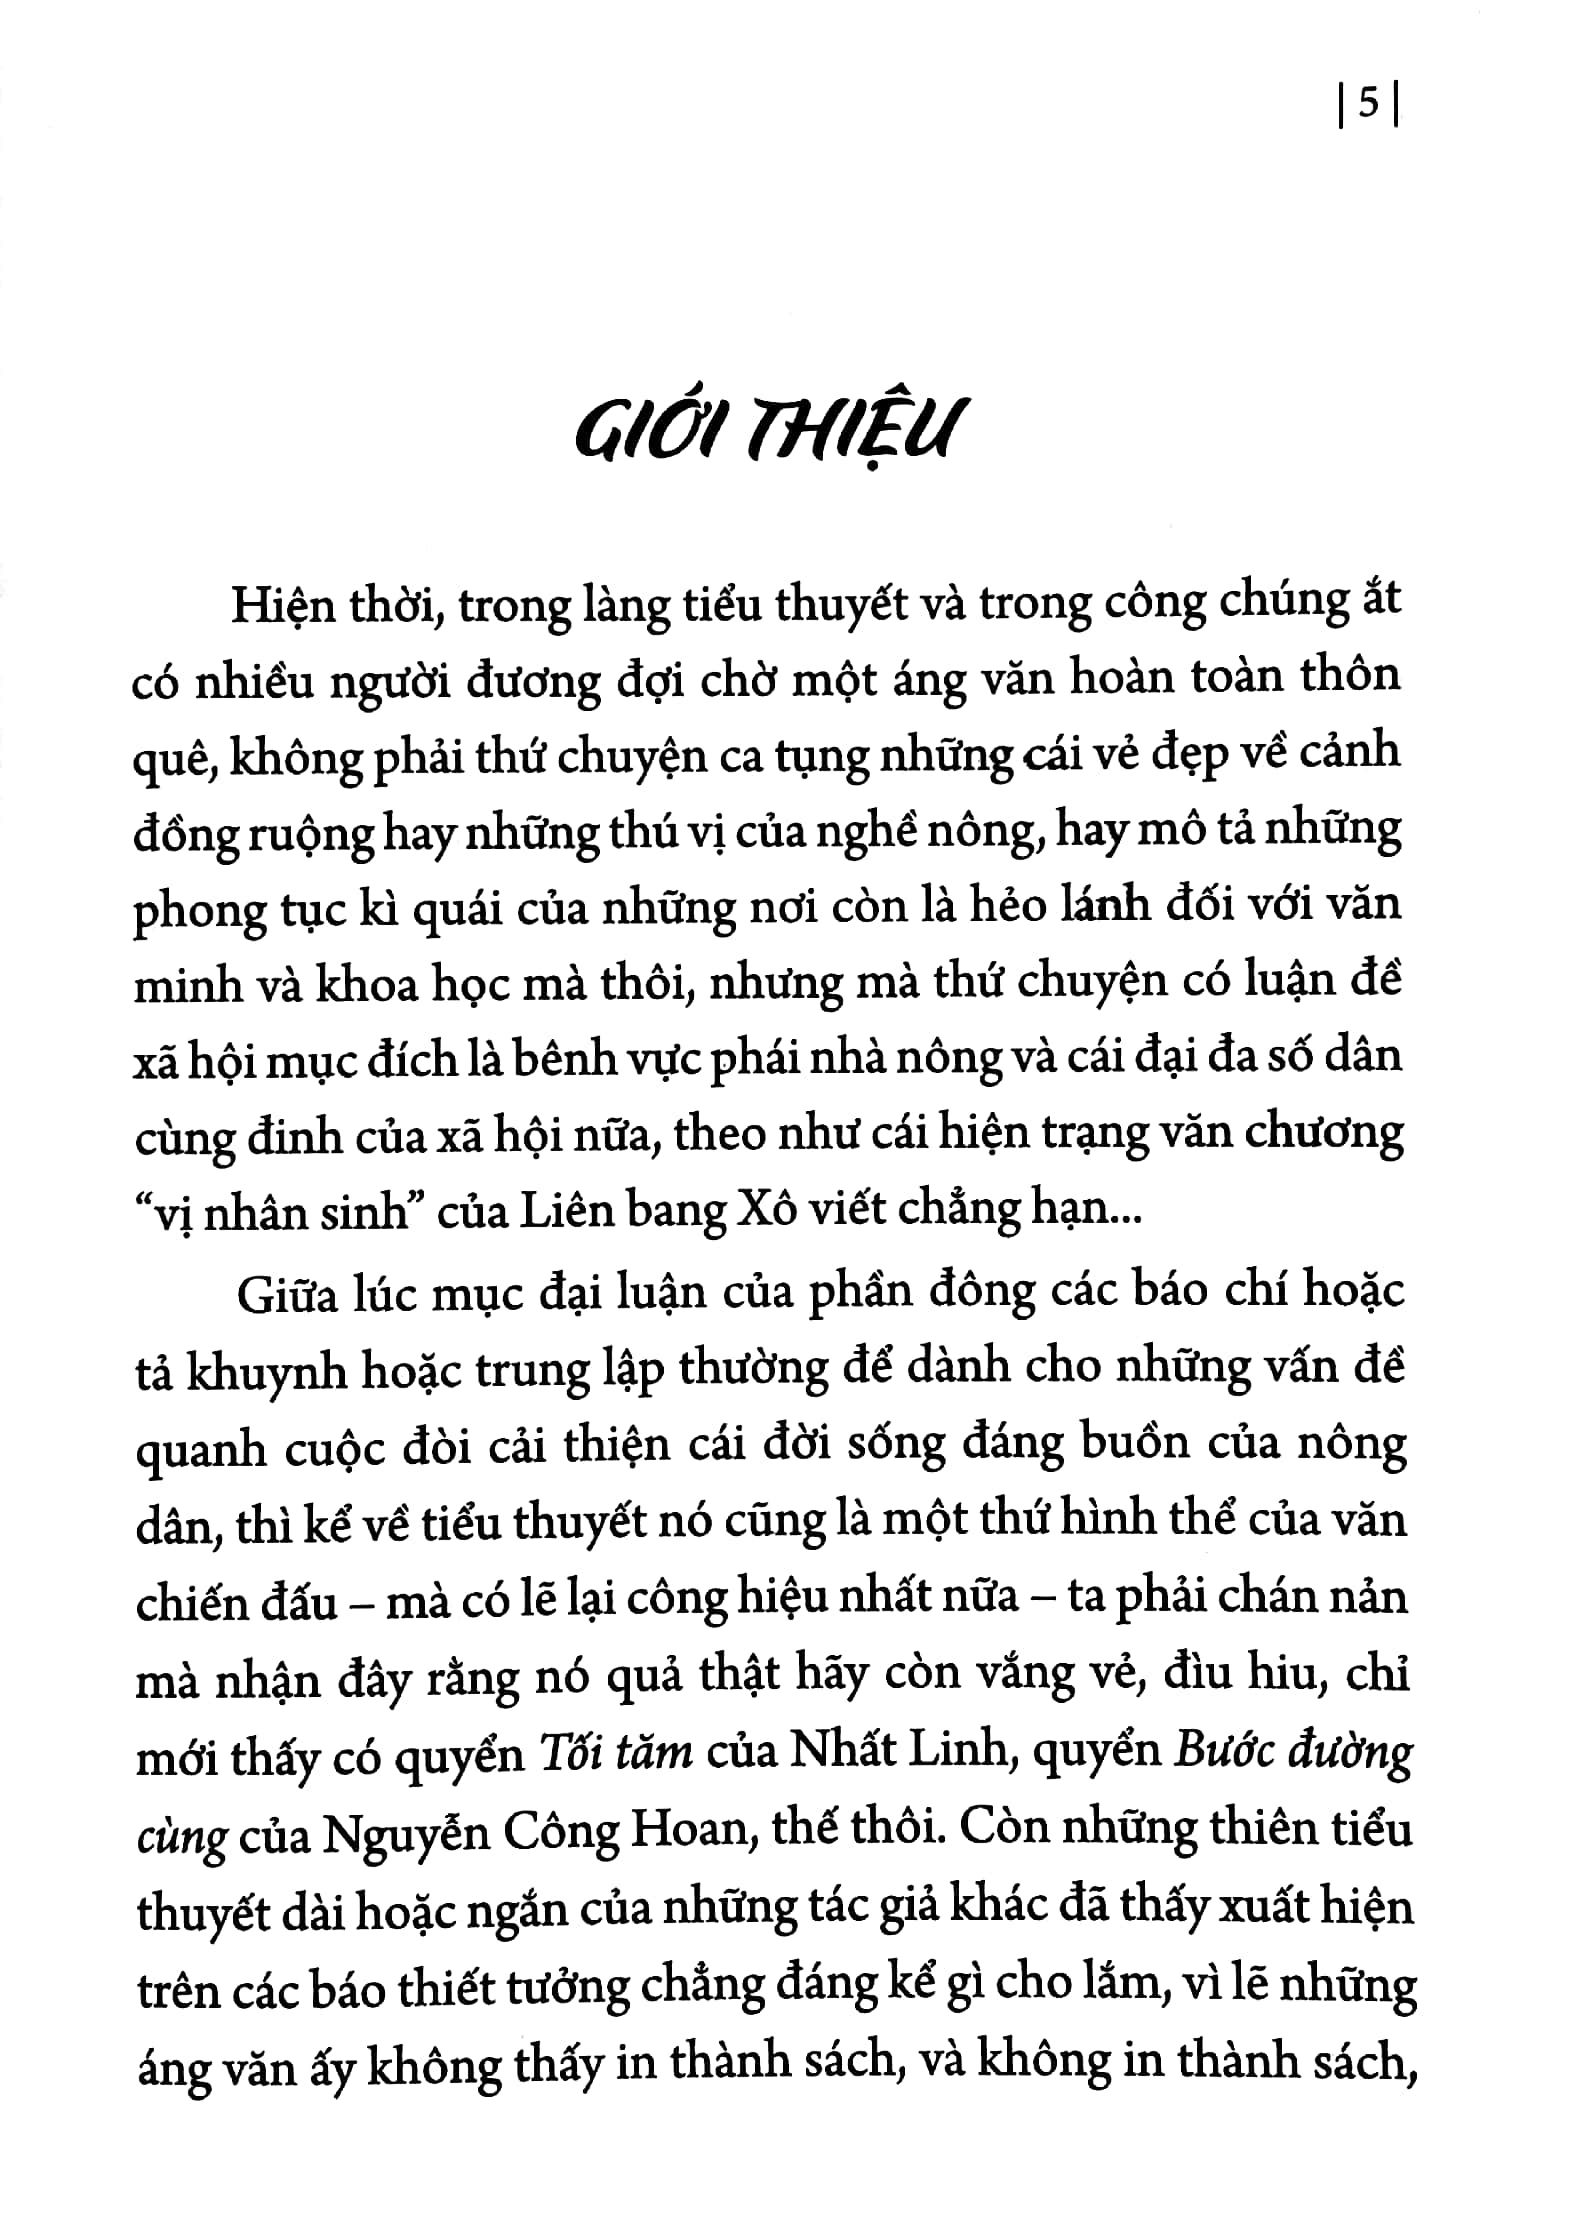 | 5 |
GIỚI THIỆU
Hiện thời, trong làng tiểu thuyết và trong công chúng ắt
có nhiều người đương đợi chờ một áng văn hoàn toàn thôn
quê, không phải thứ chuyện ca tụng những cái vẻ đẹp về cảnh
đồng ruộng hay những thú vị của nghề nông, hay mô tả những
phong tục kì quái của những nơi còn là hẻo lánh đối với văn
minh và khoa học mà thôi, nhưng mà thứ chuyện có luận đề
xã hội mục đích là bênh vực phái nhà nông và cái đại đa số dân
cùng đinh của xã hội nữa, theo như cái hiện trạng văn chương
“vị nhân sinh” của Liên bang Xô viết chẳng hạn...
Giữa lúc mục đại luận của phần đông các báo chí hoặc
tả khuynh hoặc trung lập thường để dành cho những vấn đề
quanh cuộc đòi cải thiện cái đời sống đáng buồn của nông
dân, thì kể về tiểu thuyết nó cũng là một thứ hình thể của văn
chiến đấu – mà có lẽ lại công hiệu nhất nữa – ta phải chán nản
mà nhận đây rằng nó quả thật hãy còn vắng vẻ, đìu hiu, chỉ
mới thấy có quyển Tối tăm của Nhất Linh, quyển Bước đường
cùng của Nguyễn Công Hoan, thế thôi. Còn những thiên tiểu
thuyết dài hoặc ngắn của những tác giả khác đã thấy xuất hiện
trên các báo thiết tưởng chẳng đáng kể gì cho lắm, vì lẽ những
áng văn ấy không thấy in thành sách, và không in thành sách,